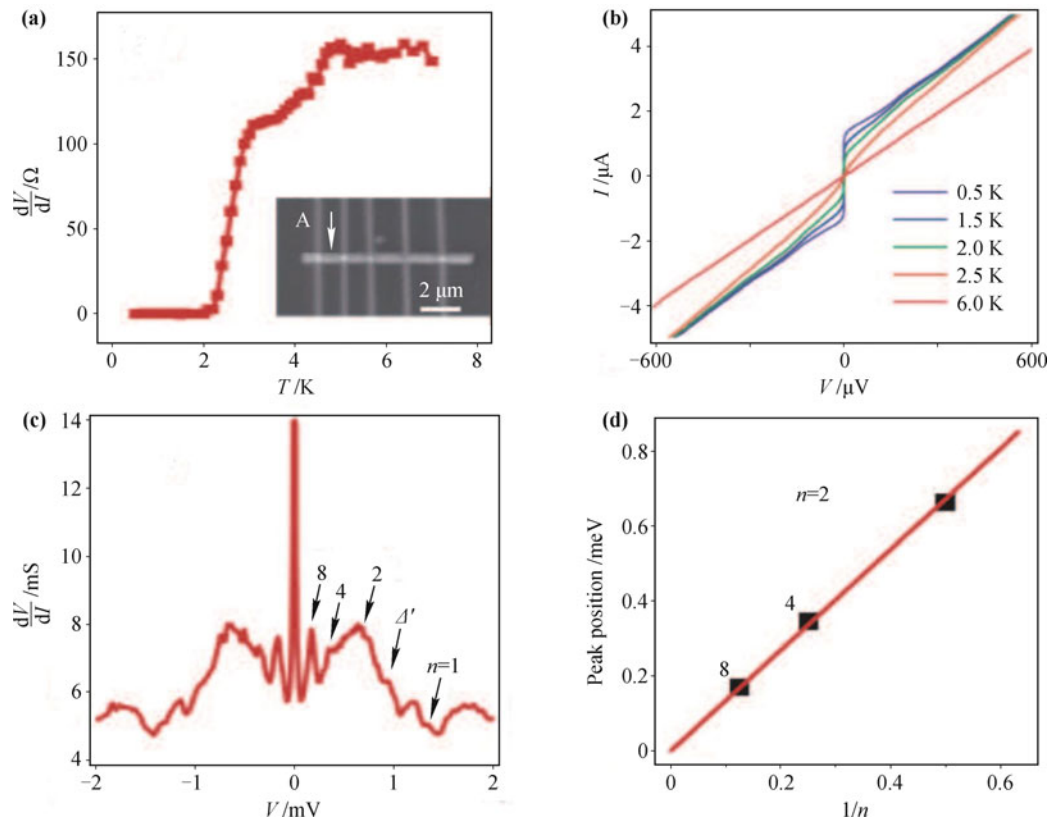 (a)
150
100
50
0
dV/dI /Ω
A
2 μm
0 2 4 6 8
T /K
(b)
4
2
0
−2
−4
I /μA
0.5 K
1.5 K
2.0 K
2.5 K
6.0 K
−600 0 600
V /μV
(c)
14
12
10
8
6
4
dV/dI /mS
8
4
2
Δ′
n=1
−2 −1 0 1 2
V /mV
(d)
0.8
0.6
0.4
0.2
0
Peak position /meV
n=2
4
8
0 0.2 0.4 0.6
1/n